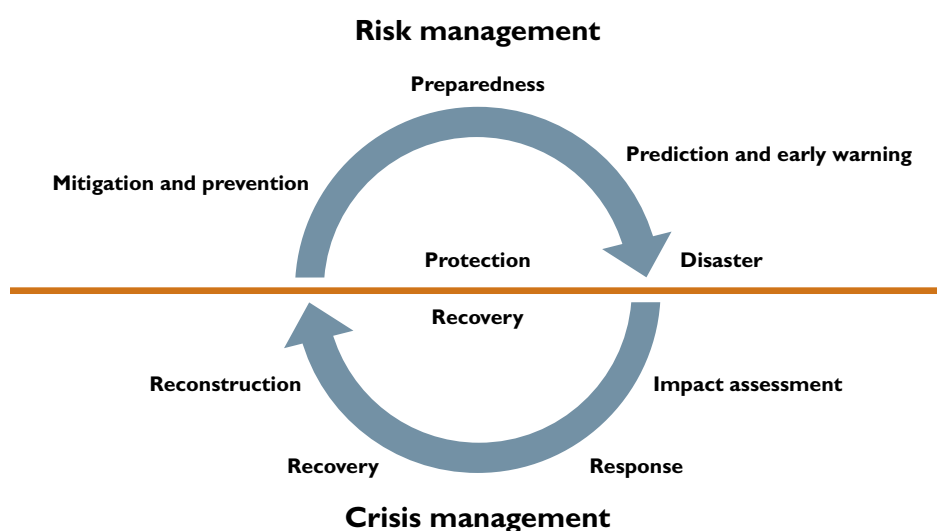 Risk management
Preparedness
Prediction and early warning
Mitigation and prevention
Protection
Disaster
Recovery
Reconstruction
Impact assessment
Recovery
Response
Crisis management